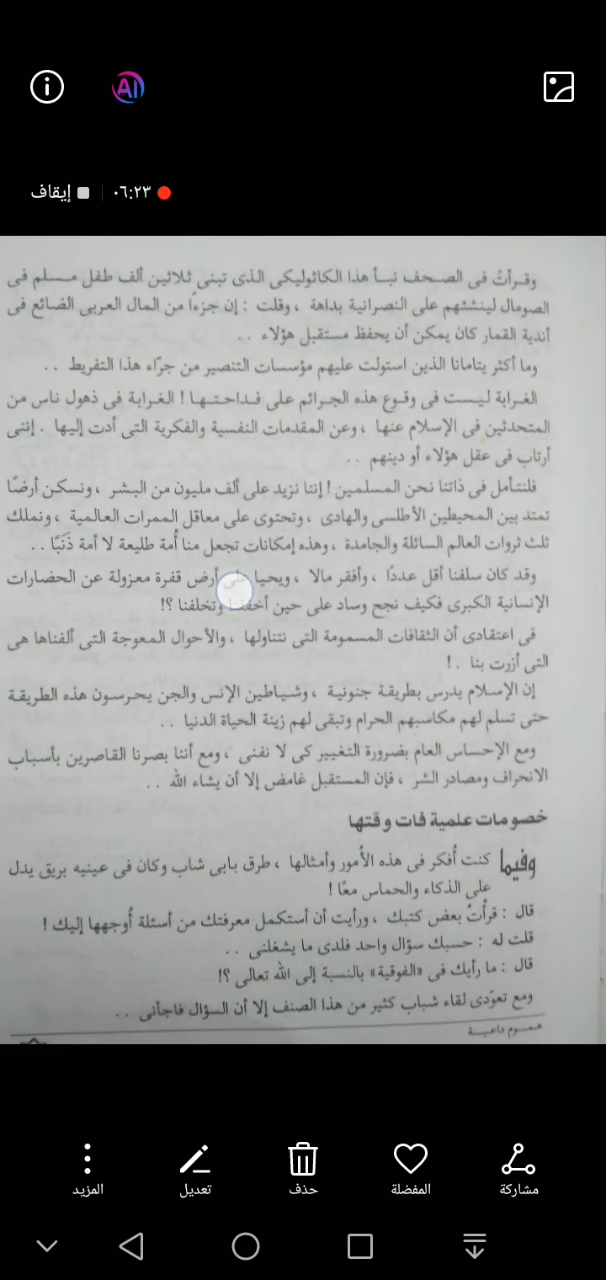 AI
إيقاف
٠٦:٢٣
وقرأتُ فى الصحف نبـأ هذا الكاثوليكى الذى تبنى ثلاثين ألف طفل مسلم فى
الصومال لينشئهم على النصرانية بداهة ، وقلت : إن جزءًا من المال العربى الضائع فى
أندية القمار كان يمكن أن يحفظ مستقبل هؤلاء . .
وما أكثر يتامانا الذين استولت عليهم مؤسسات التنصير من جرّاء هذا التفريط . .
الغرابة ليست فى وقوع هذه الجرائم على فداحتها ! الغرابة فى ذهول ناس من
المتحدثين فى الإسلام عنها ، وعن المقدمات النفسية والفكرية التى أدت إليها . إننى
أرتاب فى عقل هؤلاء أو دينهم . .
فلنتأمل فى ذاتنا نحن المسلمين ! إننا نزيد على ألف مليون من البشر ، ونسكن أرضًا
تمتد بين المحيطين الأطلسى والهادى ، وتحتوى على معاقل الممرات العالمية ، ونملك
ثلث ثروات العالم السائلة والجامدة ، وهذه إمكانات تجعل منا أُمة طليعة لا أمة ذَنَبًا . .
وقد كان سلفنا أقل عددًا ، وأفقر مالا ، ويحيا على أرض قفرة معزولة عن الحضارات
الإنسانية الكبرى فكيف نجح وساد على حين أخفقنا وتخلفنا ؟!
فى اعتقادى أن الثقافات المسمومة التى نتناولها ، والأحوال المعوجة التى ألفناها هى
التى أزرت بنا . !
إن الإسلام يدرس بطريقة جنونية ، وشياطين الإنس والجن يحرسون هذه الطريقة
حتى تسلم لهم مكاسبهم الحرام وتبقى لهم زينة الحياة الدنيا . .
ومع الإحساس العام بضرورة التغيير كى لا نفنى ، ومع أننا بصرنا القاصرين بأسباب
الانحراف ومصادر الشر ، فإن المستقبل غامض إلا أن يشاء الله . .
خصومات علمية فات وقتها
وفيما كنت أُفكر فى هذه الأمور وأمثالها ، طرق بابى شاب وكان فى عينيه بريق يدل
على الذكاء والحماس معًا !
قال : قرأتُ بعض كتبك ، ورأيت أن أستكمل معرفتك من أسئلة أُوجهها إليك !
قلت له : حسبك سؤال واحد فلدى ما يشغلنى . .
قال : ما رأيك فى «الفوقية» بالنسبة إلى الله تعالى ؟!
ومع تعوّدى لقاء شباب كثير من هذا الصنف إلا أن السؤال فاجأنى . .
هموم داعية
مشاركة
المفضلة
حذف
تعديل
المزيد